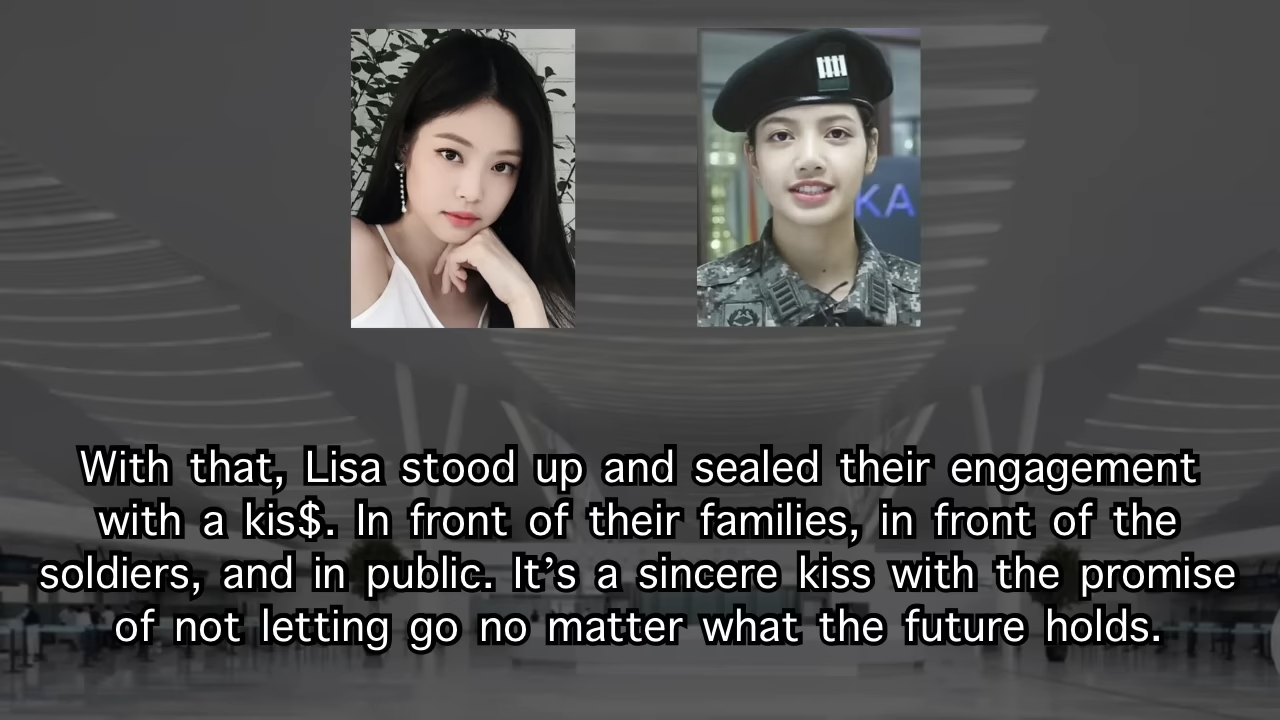 KA
With that, Lisa stood up and sealed their engagement
with a kis$. In front of their families, in front of the
soldiers, and in public. It’s a sincere kiss with the promise
of not letting go no matter what the future holds.